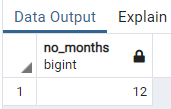 Data Output Explain
no_months
bigint
1 12